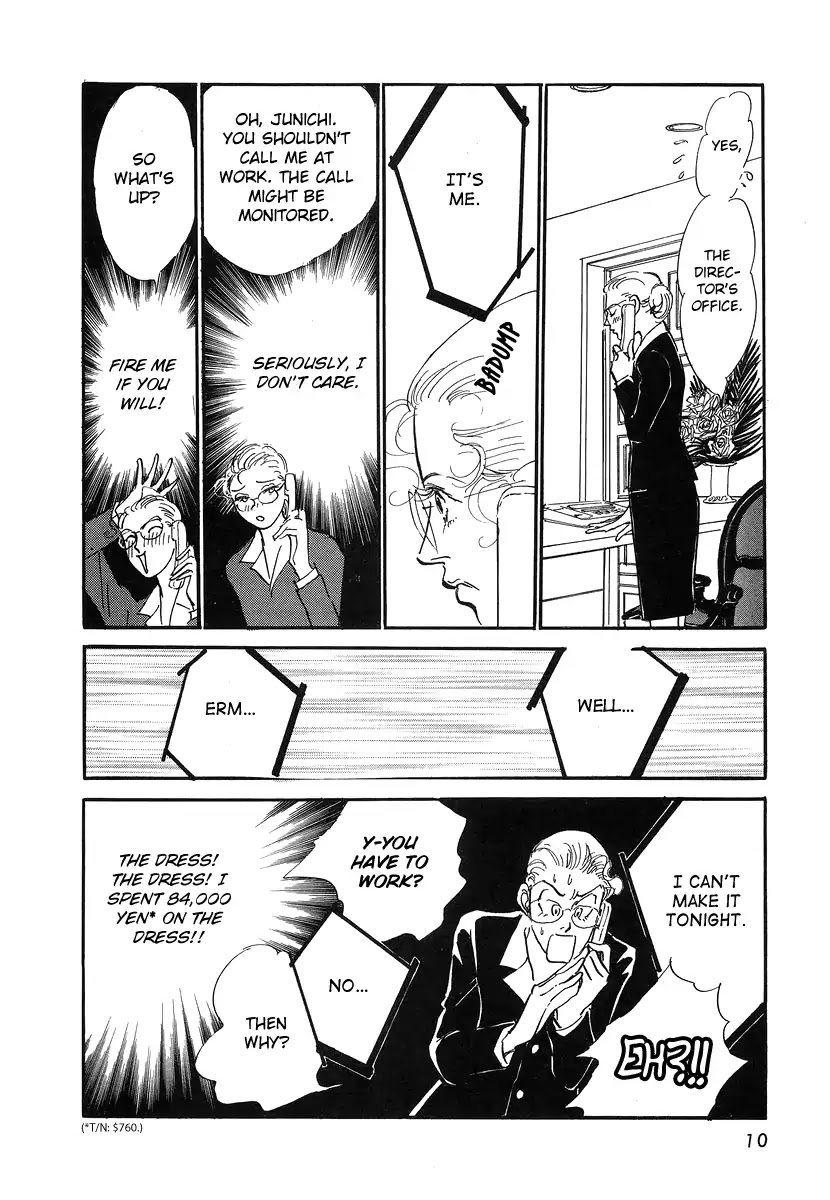 YES,
THE
DIREC-
TOR'S
OFFICE.
IT'S
ME.
BADUMP
OH, JUNICHI.
YOU SHOULDN'T
CALL ME AT
WORK. THE CALL
MIGHT BE
MONITORED.
SERIOUSLY, I
DON'T CARE.
SO
WHAT'S
UP?
FIRE ME
IF YOU
WILL!
WELL...
ERM...
I CAN'T
MAKE IT
TONIGHT.
EH?!!
Y-YOU
HAVE TO
WORK?
NO...
THEN
WHY?
THE DRESS!
THE DRESS! I
SPENT 84,000
YEN* ON THE
DRESS!!
(*T/N: $760.)
10